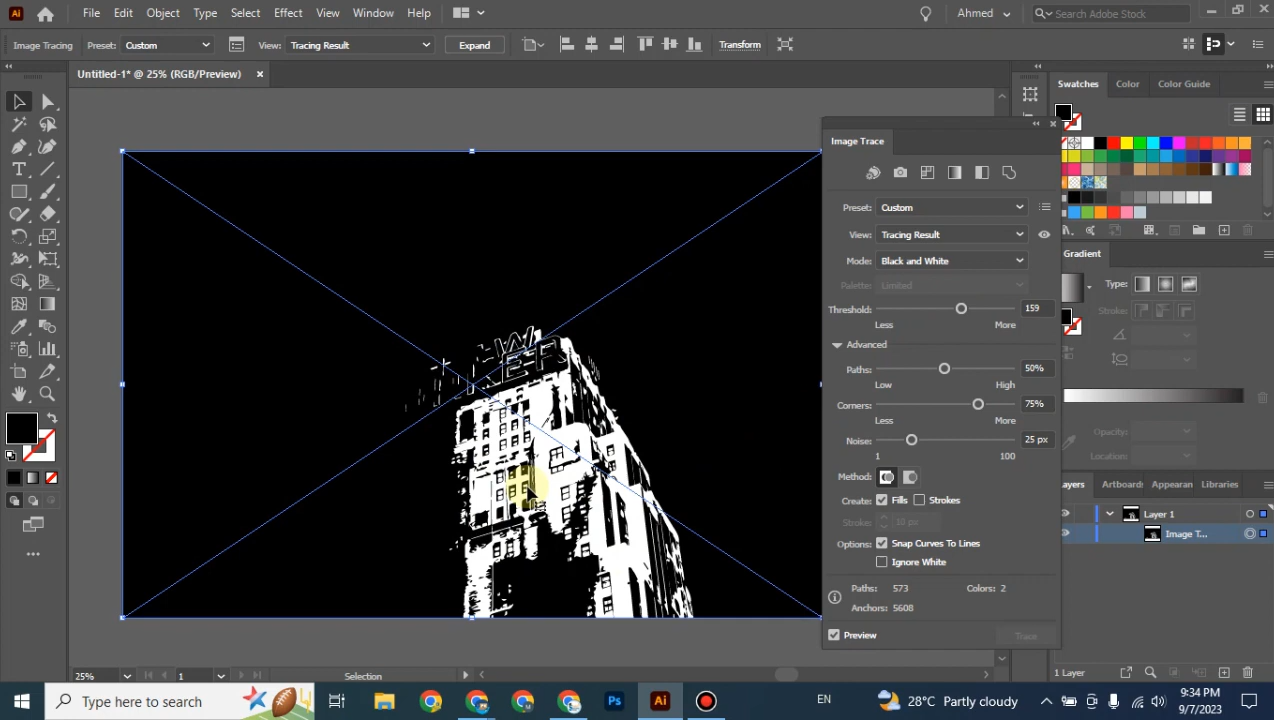 Ai File Edit Object Type Select Effect View Window Help Ahmed Search Adobe Stock
Image Tracing Preset: Custom View: Tracing Result Expand Transform
Untitled-1* @ 25% (RGB/Preview)
Swatches Color Color Guide
Image Trace
Preset: Custom
View: Tracing Result
Mode: Black and White
Palette: Limited
Threshold: 159
Less More
Advanced
Paths: 50%
Low High
Corners: 75%
Less More
Noise: 25 px
1 100
Method:
Create: Fills Strokes
Stroke: 10 px
Options: Snap Curves To Lines
Ignore White
Paths: 573 Colors: 2
Anchors: 5608
Preview Trace
Gradient
Type:
Stroke:
Opacity:
Location:
Layers Artboards Appearan Libraries
Layer 1
Image T...
1 Layer
25% 1 Selection
Type here to search Ps Ai EN 28°C Partly cloudy 9:34 PM
9/7/2023